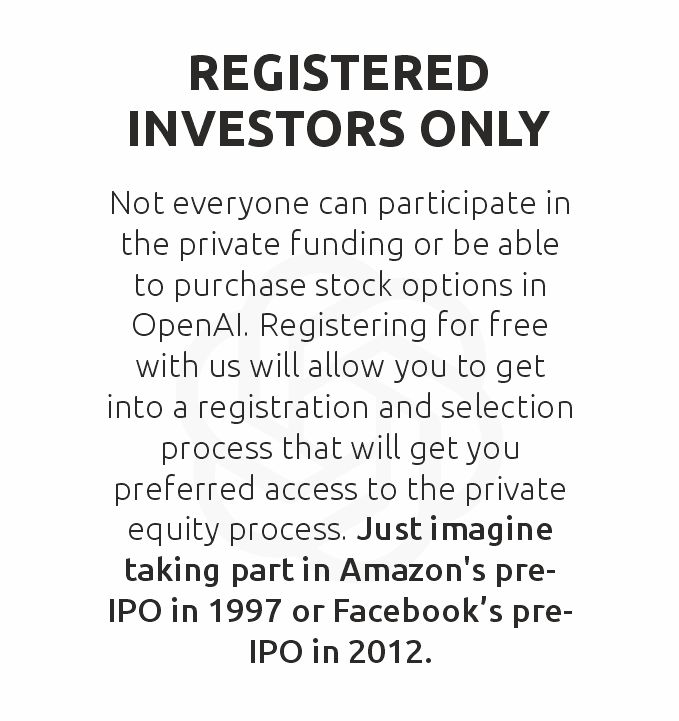 REGISTERED
INVESTORS ONLY
Not everyone can participate in
the private funding or be able
to purchase stock options in
OpenAI. Registering for free
with us will allow you to get
into a registration and selection
process that will get you
preferred access to the private
equity process. Just imagine
taking part in Amazon's pre-
IPO in 1997 or Facebook’s pre-
IPO in 2012.